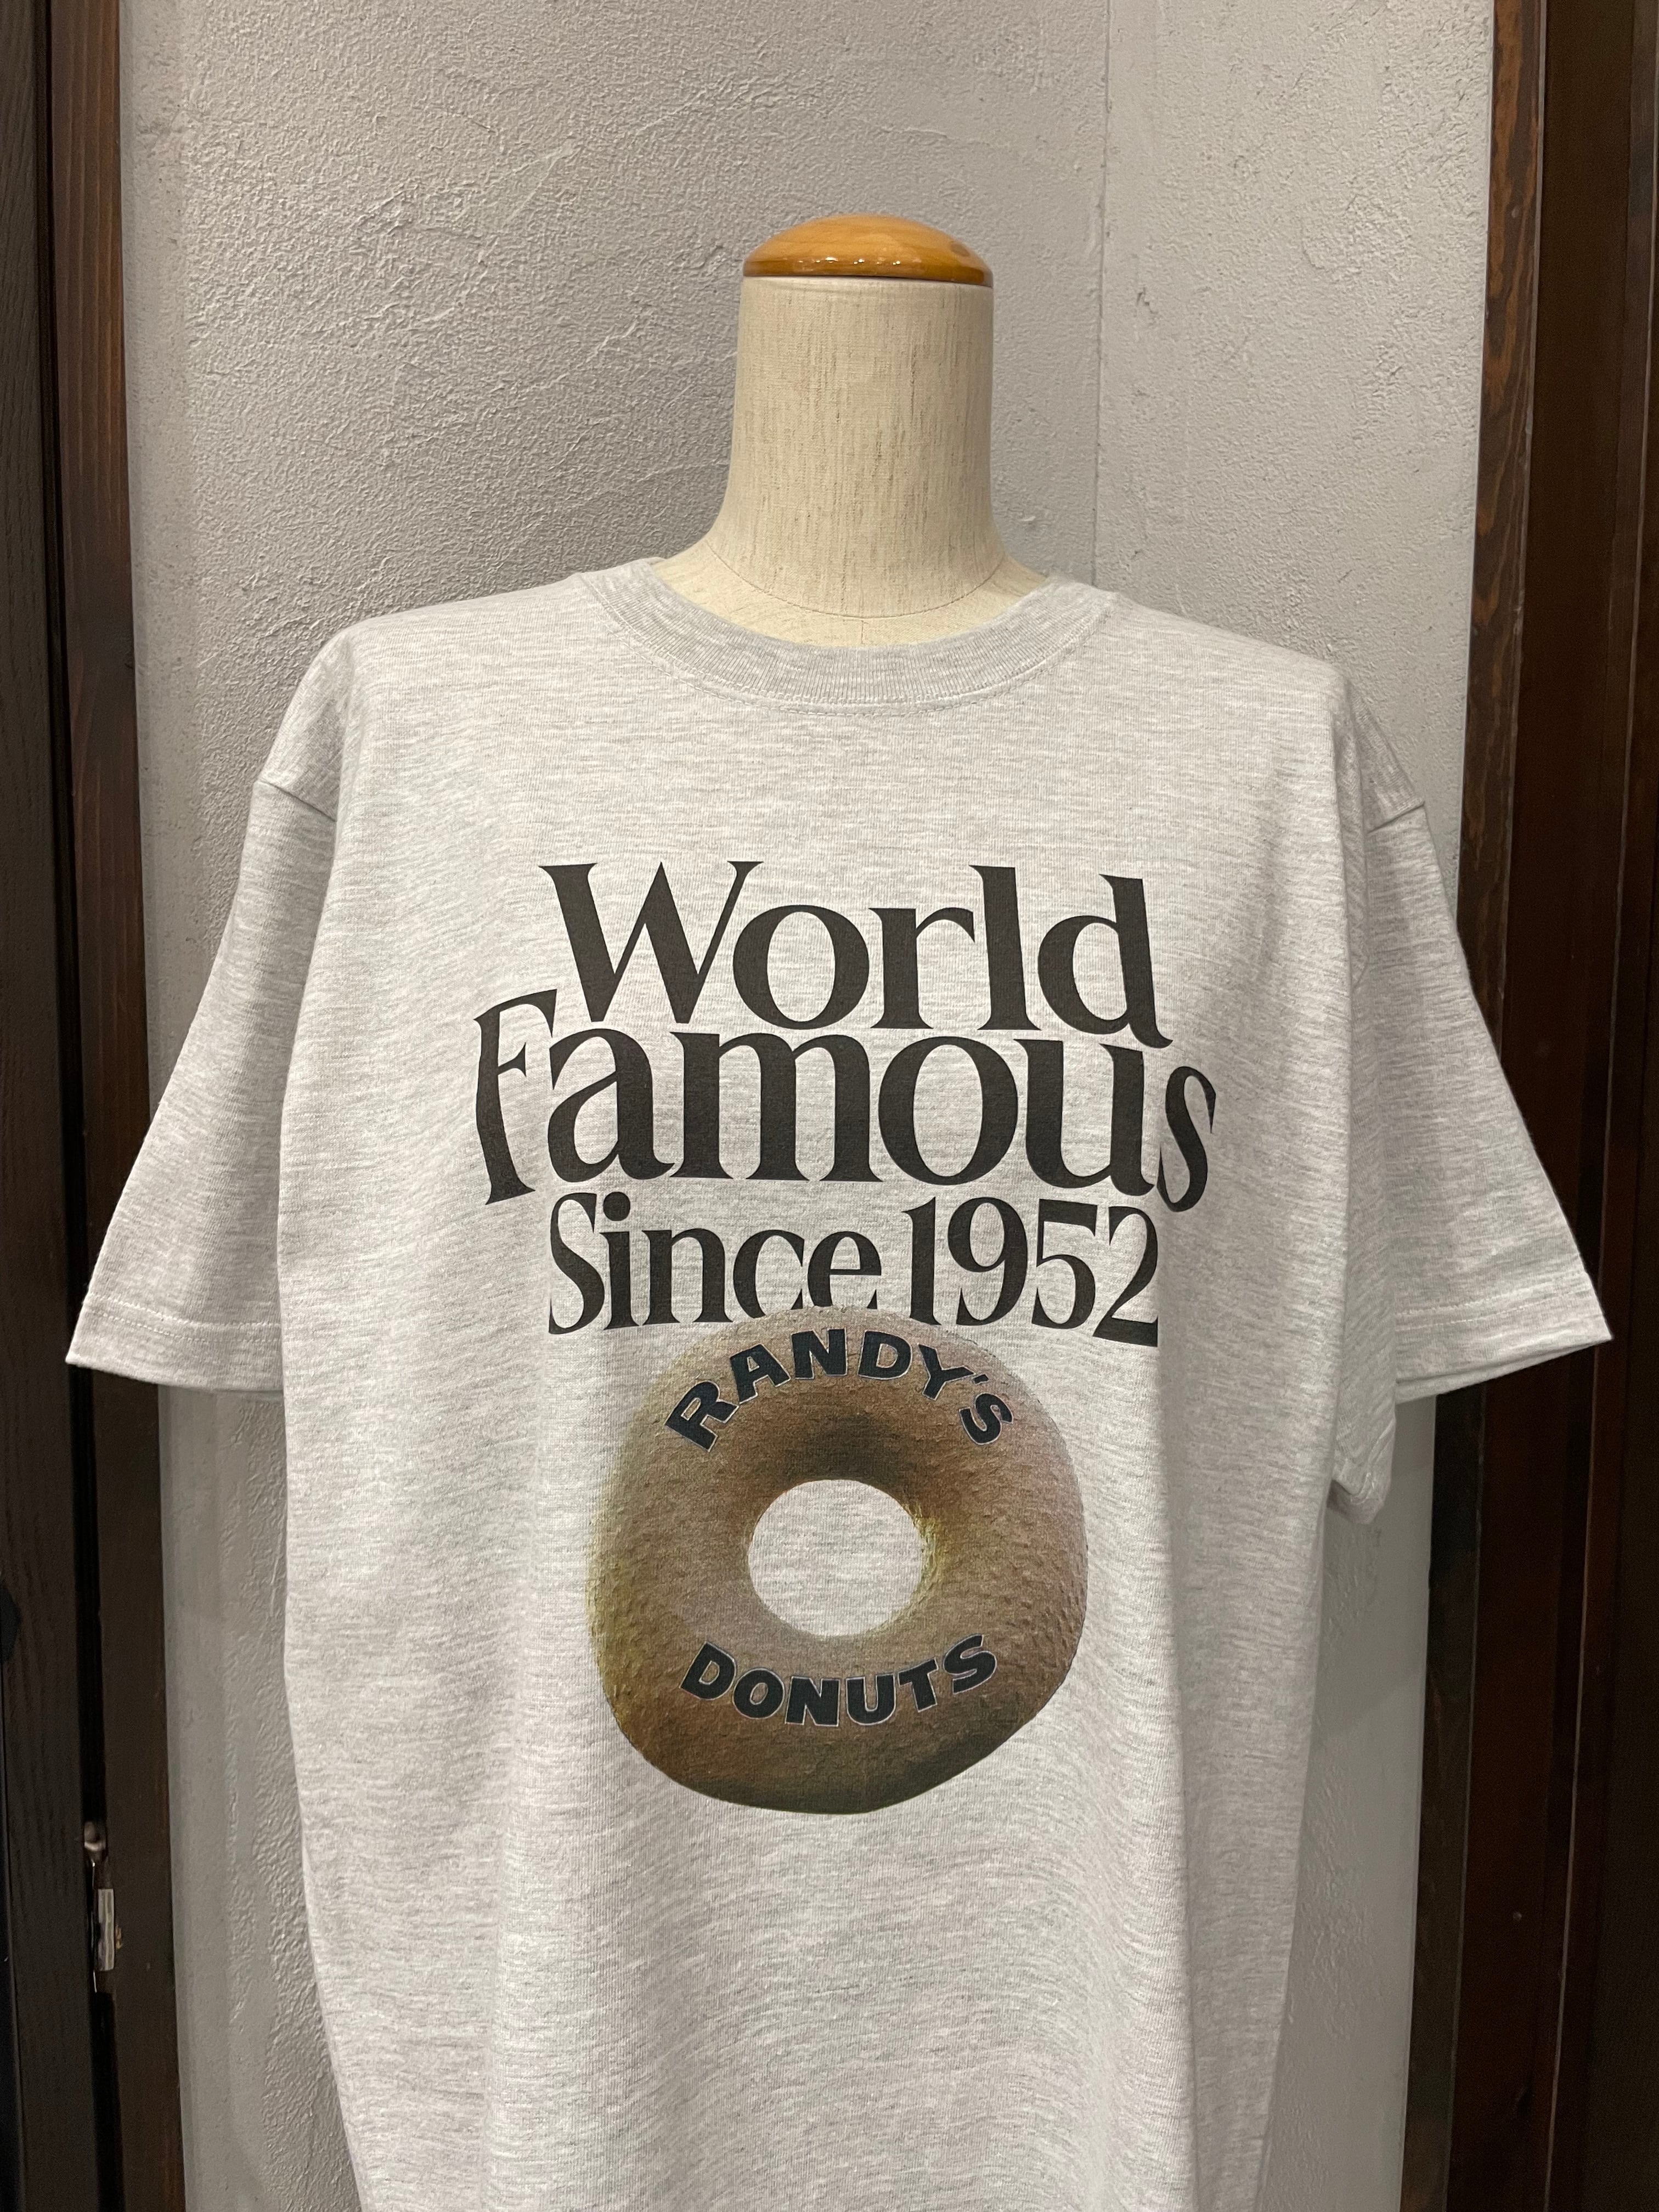 World
Famous
Since 1952
RANDY'S
DONUTS